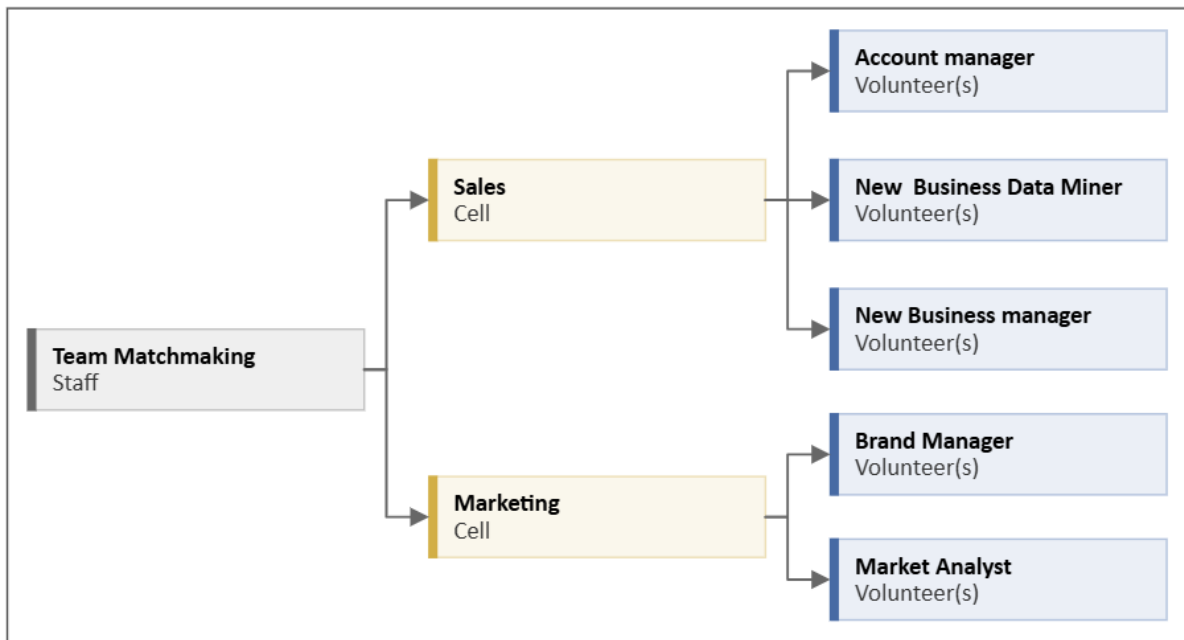 Account manager
Volunteer(s)
Sales
Cell
New  Business Data Miner
Volunteer(s)
New Business manager
Volunteer(s)
Team Matchmaking
Staff
Brand Manager
Volunteer(s)
Marketing
Cell
Market Analyst
Volunteer(s)